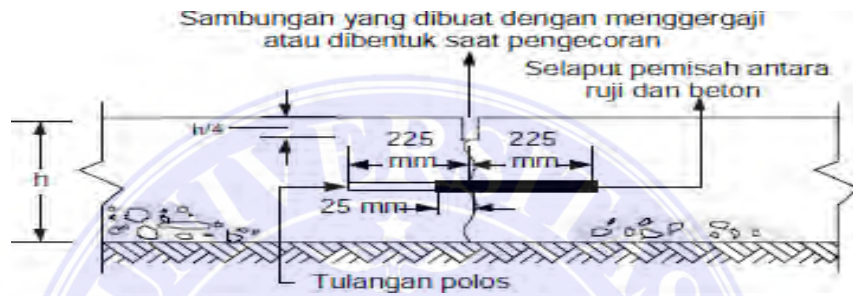 Sambungan yang dibuat dengan menggergaji
atau dibentuk saat pengecoran
Selaput pemisah antara
ruji dan beton
h/4
225
mm
225
mm
h
25 mm
Tulangan polos
UNIVERSIT